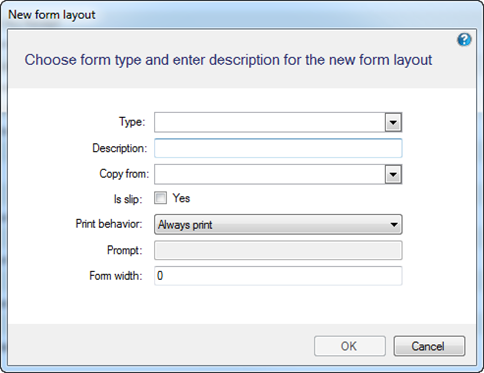 New form layout
?
Choose form type and enter description for the new form layout
Type:
Description:
Copy from:
Is slip: Yes
Print behavior: Always print
Prompt:
Form width: 0
OK Cancel